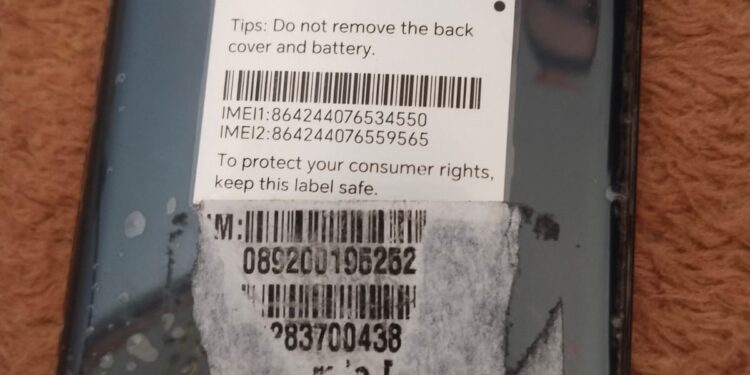 Tips: Do not remove the back
cover and battery.
IMEI1:864244076534550
IMEI2:864244076559565
To protect your consumer rights,
keep this label safe.
M:
089200195252
283700438